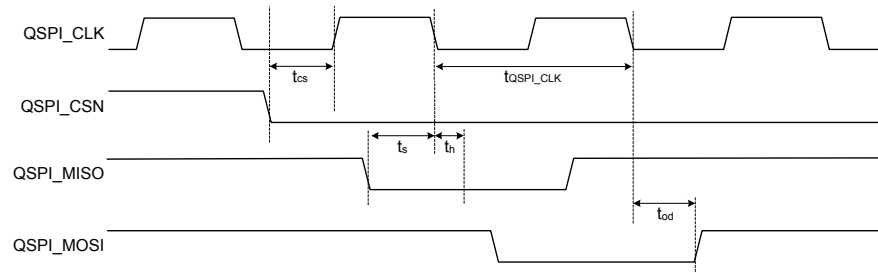 QSPI_CLK
tcs
tQSPI_CLK
QSPI_CSN
ts
th
QSPI_MISO
tod
QSPI_MOSI